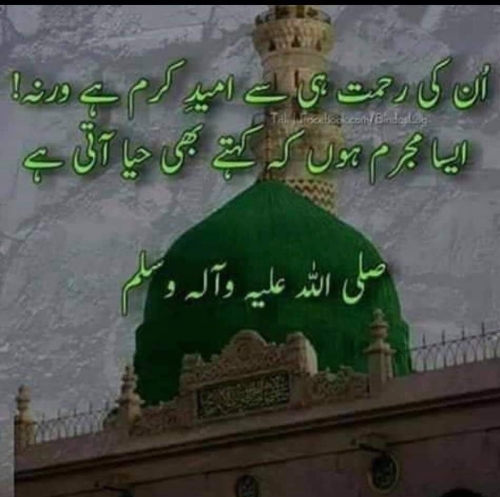 اُن کی رحمت ہی سے امیدِ کرم ہے ورنہ!
ایسا مجرم ہوں کہ کہتے بھی حیا آتی ہے
صلی اللہ علیہ وآلہ وسلم